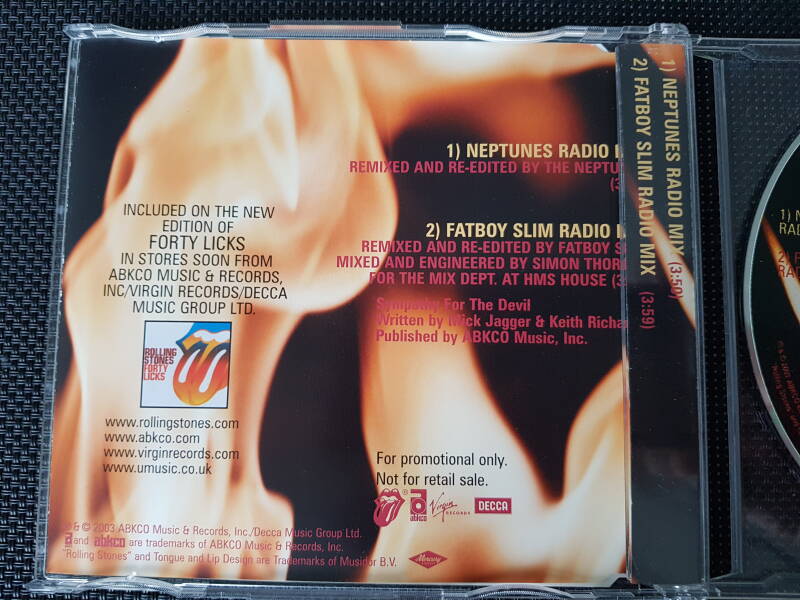 1) NEPTUNES RADIO
REMIXED AND RE-EDITED BY THE
2) FATBOY SLIM RADIO
REMIXED AND RE-EDITED BY FATBOY
MIXED AND ENGINEERED BY SIMON
FOR THE MIX DEPT. AT HMS HOUSE
Sympathy For The Devil
Written by Mick Jagger & Keith
Published by ABKCO Music, Inc.
INCLUDED ON THE NEW
EDITION OF
FORTY LICKS
IN STORES SOON FROM
ABKCO MUSIC & RECORDS,
INC/VIRGIN RECORDS/DECCA
MUSIC GROUP LTD.
ROLLING
STONES
FORTY
LICKS
www.rollingstones.com
www.abkco.com
www.virginrecords.com
www.umusic.co.uk
For promotional only.
Not for retail sale.
abkco
Virgin
RECORDS
DECCA
& © 2003 ABKCO Music & Records, Inc./Decca Music Group Ltd.
and abkco are trademarks of ABKCO Music & Records, Inc.
"Rolling Stones" and Tongue and Lip Design are Trademarks of Musidor B.V.
Mercury
1) NEPTUNES RADIO MIX (3:50)
2) FATBOY SLIM RADIO MIX (3:59)